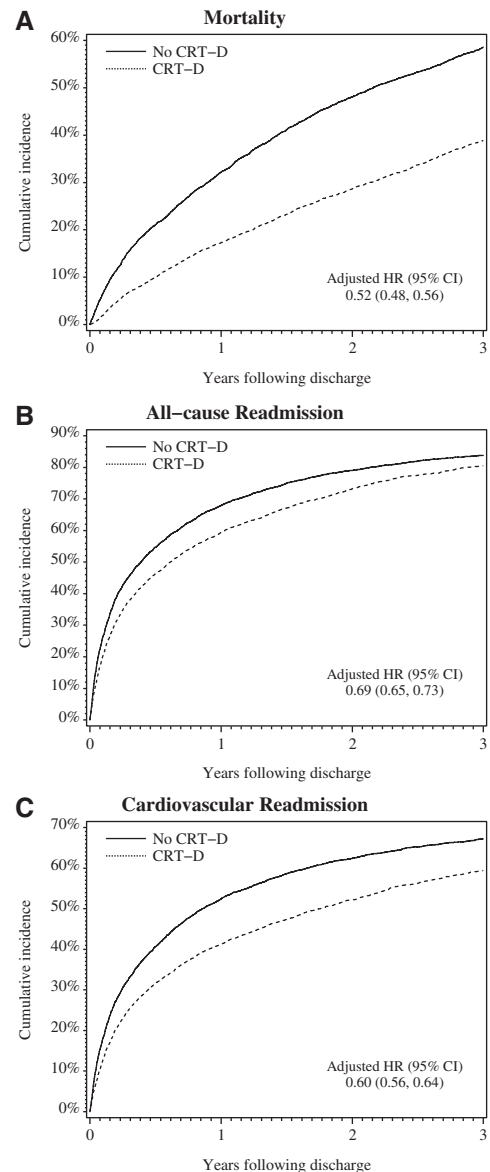 A
Mortality
60%
50%
40%
30%
20%
10%
0%
Cumulative incidence
No CRT−D
CRT−D
Adjusted HR (95% CI)
0.52 (0.48, 0.56)
0
1
2
3
Years following discharge
B
All−cause Readmission
90%
80%
70%
60%
50%
40%
30%
20%
10%
0%
Cumulative incidence
No CRT−D
CRT−D
Adjusted HR (95% CI)
0.69 (0.65, 0.73)
0
1
2
3
Years following discharge
C
Cardiovascular Readmission
70%
60%
50%
40%
30%
20%
10%
0%
Cumulative incidence
No CRT−D
CRT−D
Adjusted HR (95% CI)
0.60 (0.56, 0.64)
0
1
2
3
Years following discharge